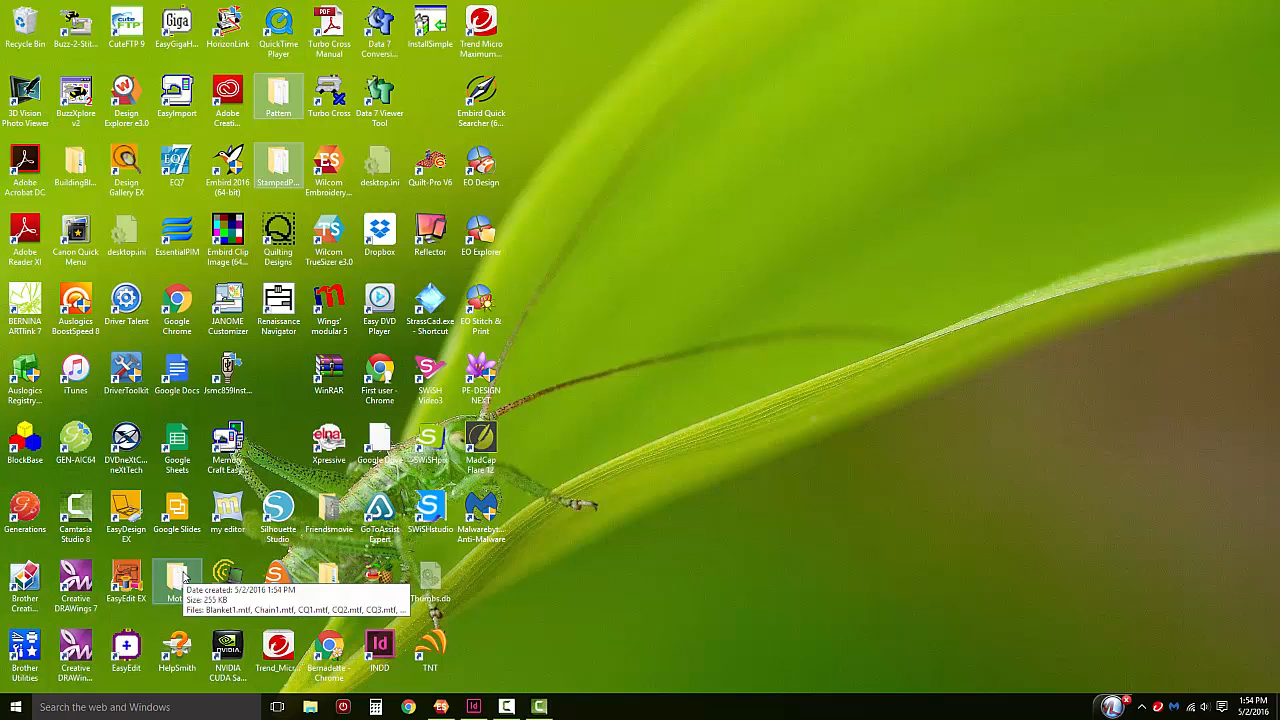 Recycle Bin
Buzz-2-Stit...
CuteFTP 9
EasyGigaH...
HorizonLink
QuickTime
Player
Turbo Cross
Manual
Data 7
Conversi...
InstallSimple
Trend Micro
Maximum...
3D Vision
Photo Viewer
BuzzXplore
v2
Design
Explorer e3.0
EasyImport
Adobe
Creati...
Pattern
Turbo Cross
Data 7 Viewer
Tool
Embird Quick
Searcher (6...
Adobe
Acrobat DC
BuildingBl...
Design
Gallery EX
EQ7
Embird 2016
(64-bit)
StampedP...
Wilcom
Embroidery...
desktop.ini
Quilt-Pro V6
EO Design
Adobe
Reader XI
Canon Quick
Menu
desktop.ini
EssentialPIM
Embird Clip
Image (64...
Quilting
Designs
Wilcom
TrueSizer e3.0
Dropbox
Reflector
EO Explorer
BERNINA
ARTlink 7
Auslogics
BoostSpeed 8
Driver Talent
Google
Chrome
JANOME
Customizer
Renaissance
Navigator
Wings'
modular 5
Easy DVD
Player
StrassCad.exe
- Shortcut
EO Stitch &
Print
Auslogics
Registry...
iTunes
DriverToolkit
Google Docs
Jsmc859Inst...
WinRAR
First user -
Chrome
SWiSH
Video3
PE-DESIGN
NEXT
BlockBase
GEN-AIC64
DVDneXtC...
neXtTech
Google
Sheets
Memory
Craft Eas...
Xpressive
Google Drive
SWiSHpix
MadCap
Flare 12
Generations
Camtasia
Studio 8
EasyDesign
EX
Google Slides
my editor
Silhouette
Studio
Friendsmovie
GoToAssist
Expert
SWiSHstudio
Malwareby...
Anti-Malware
Brother
Creati...
Creative
DRAWings 7
EasyEdit EX
Mot
Thumbs.db
Date created: 5/2/2016 1:54 PM
Size: 255 KB
Files: Blanket1.mtf, Chain1.mtf, CQ1.mtf, CQ2.mtf, CQ3.mtf, ...
Brother
Utilities
Creative
DRAWin...
EasyEdit
HelpSmith
NVIDIA
CUDA Sa...
Trend_Micr...
Bernadette -
Chrome
INDD
TNT
Search the web and Windows
1:54 PM
5/2/2016